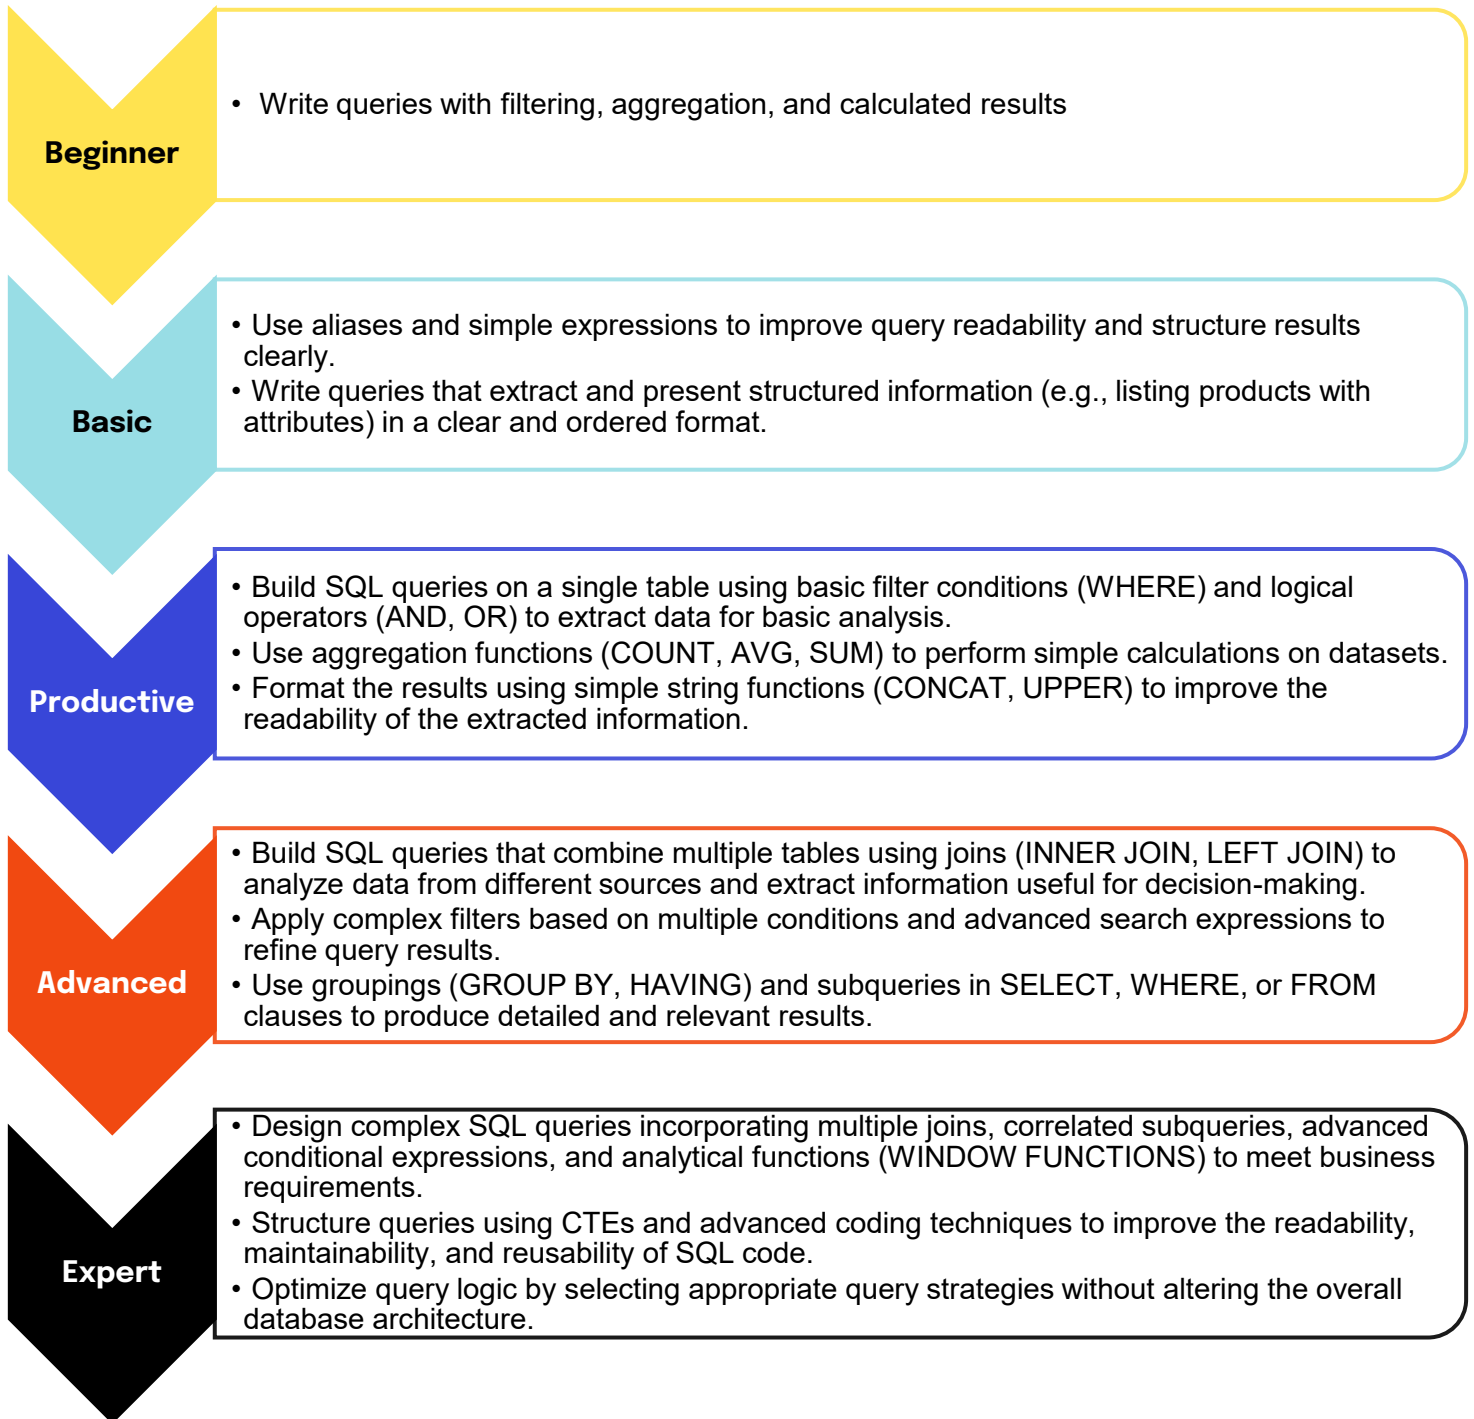 Beginner
• Write queries with filtering, aggregation, and calculated results
Basic
• Use aliases and simple expressions to improve query readability and structure results
clearly.
• Write queries that extract and present structured information (e.g., listing products with
attributes) in a clear and ordered format.
Productive
• Build SQL queries on a single table using basic filter conditions (WHERE) and logical
operators (AND, OR) to extract data for basic analysis.
• Use aggregation functions (COUNT, AVG, SUM) to perform simple calculations on datasets.
• Format the results using simple string functions (CONCAT, UPPER) to improve the
readability of the extracted information.
Advanced
• Build SQL queries that combine multiple tables using joins (INNER JOIN, LEFT JOIN) to
analyze data from different sources and extract information useful for decision-making.
• Apply complex filters based on multiple conditions and advanced search expressions to
refine query results.
• Use groupings (GROUP BY, HAVING) and subqueries in SELECT, WHERE, or FROM
clauses to produce detailed and relevant results.
Expert
• Design complex SQL queries incorporating multiple joins, correlated subqueries, advanced
conditional expressions, and analytical functions (WINDOW FUNCTIONS) to meet business
requirements.
• Structure queries using CTEs and advanced coding techniques to improve the readability,
maintainability, and reusability of SQL code.
• Optimize query logic by selecting appropriate query strategies without altering the overall
database architecture.